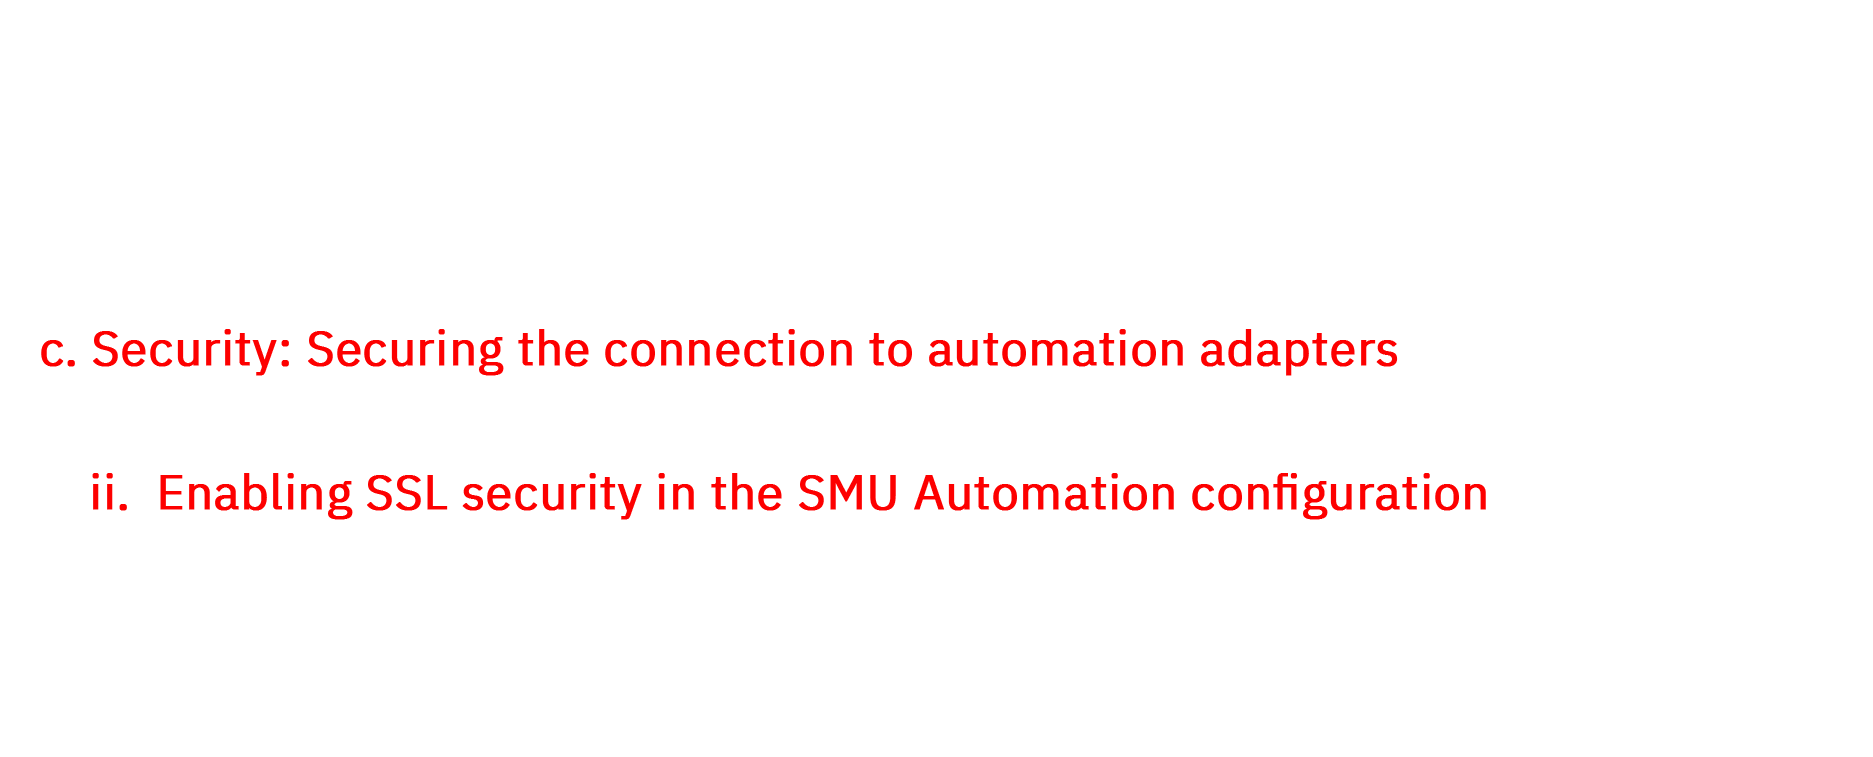 c. Security: Securing the connection to automation adapters
ii. Enabling SSL security in the SMU Automation configuration